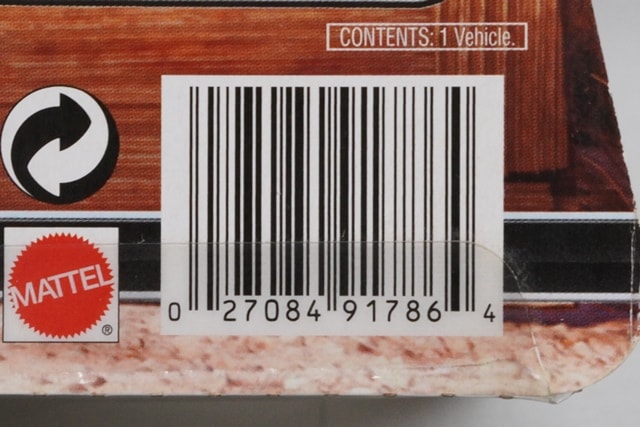 CONTENTS: 1 Vehicle.
MATTEL
®
0 27084 91786 4